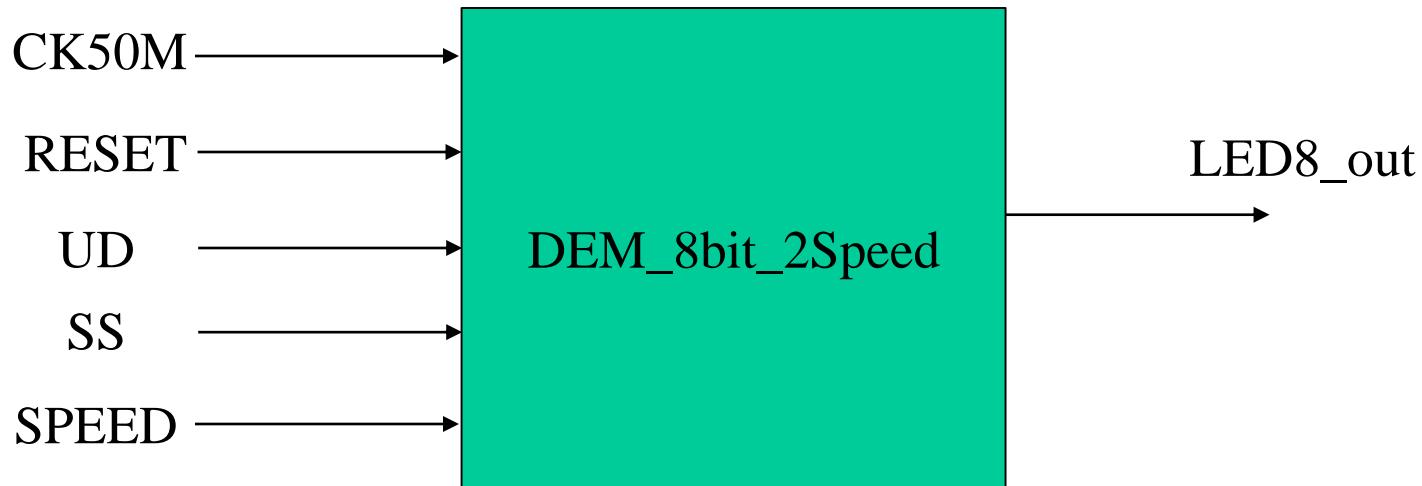 CK50M
RESET
UD
SS
SPEED
DEM_8bit_2Speed
LED8_out